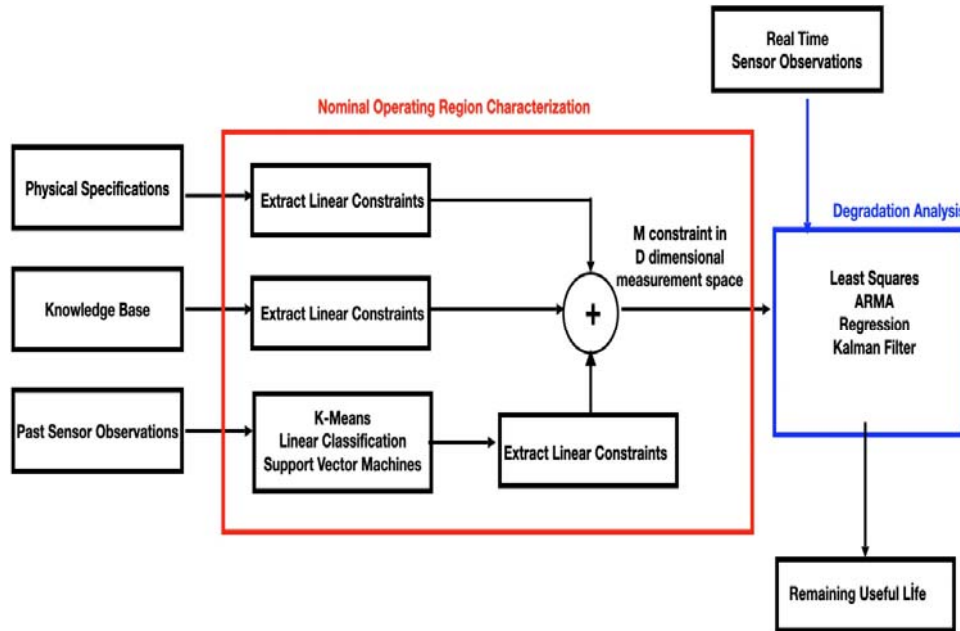 Real Time
Sensor Observations
Nominal Operating Region Characterization
Physical Specifications
Extract Linear Constraints
Degradation Analysis
M constraint in
D dimensional
measurement space
Least Squares
ARMA
Regression
Kalman Filter
Knowledge Base
Extract Linear Constraints
+
Past Sensor Observations
K-Means
Linear Classification
Support Vector Machines
Extract Linear Constraints
Remaining Useful Lİfe